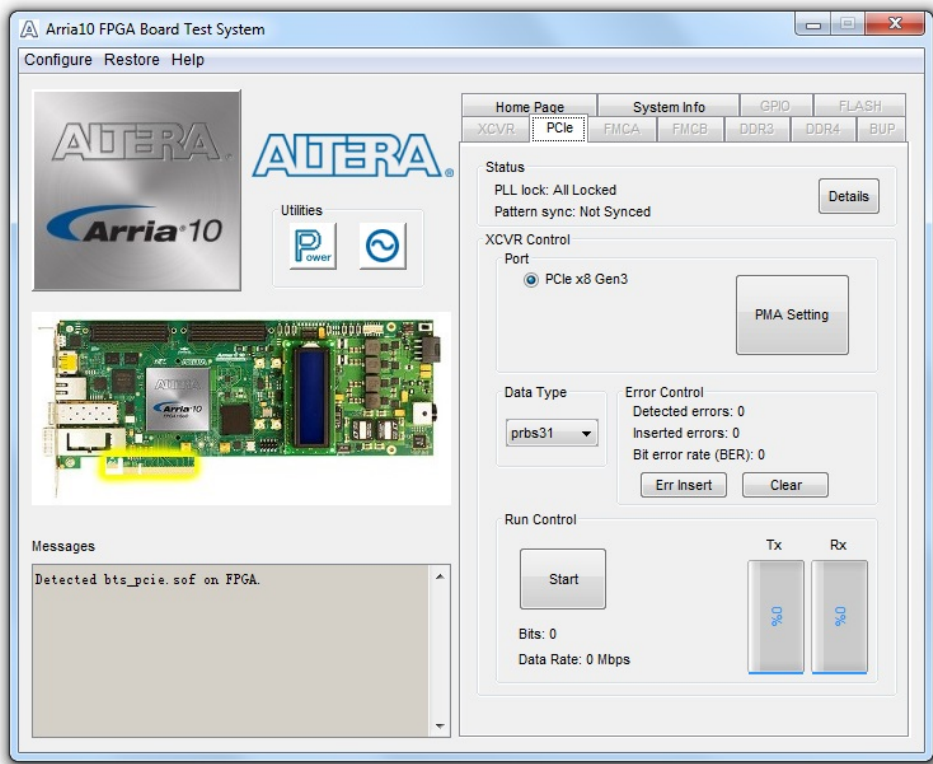 Arria10 FPGA Board Test System
Configure Restore Help
ALTERA
Arria 10
ALTERA®
Utilities
Power
ALTERA
Arria 10
Messages
Detected bts_pcie.sof on FPGA.
Home Page System Info GPIO FLASH
XCVR PCIe FMCA FMCB DDR3 DDR4 BUP
Status
PLL lock: All Locked
Pattern sync: Not Synced
Details
XCVR Control
Port
PCIe x8 Gen3
PMA Setting
Data Type
prbs31
Error Control
Detected errors: 0
Inserted errors: 0
Bit error rate (BER): 0
Err Insert Clear
Run Control
Start
Bits: 0
Data Rate: 0 Mbps
Tx Rx
%0 %0